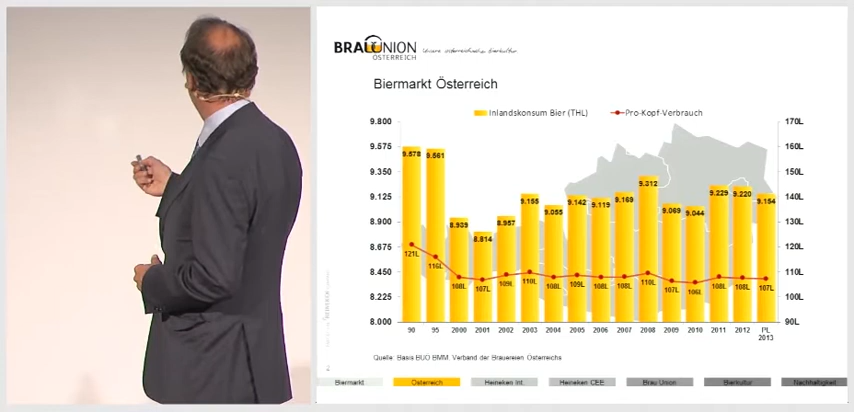 BRAU UNION
ÖSTERREICH
Unsere österreichische Bierkultur
Biermarkt Österreich
Inlandskonsum Bier (THL)
Pro-Kopf-Verbrauch
9.800 170L
9.575 160L
9.350 150L
9.125 140L
8.900 130L
8.675 120L
8.450 110L
8.225 100L
8.000 90L
9.578 9.561 8.939 8.814 8.957 9.155 9.055 9.142 9.119 9.169 9.312 9.069 9.044 9.229 9.220 9.154
121L 116L 108L 107L 109L 110L 108L 109L 108L 108L 110L 107L 106L 108L 108L 107L
90 95 2000 2001 2002 2003 2004 2005 2006 2007 2008 2009 2010 2011 2012 PL
2013
Quelle: Basis BUO BMM. Verband der Brauereien Österreichs
Biermarkt Österreich Heineken Int. Heineken CEE Brau Union Bierkultur Nachhaltigkeit